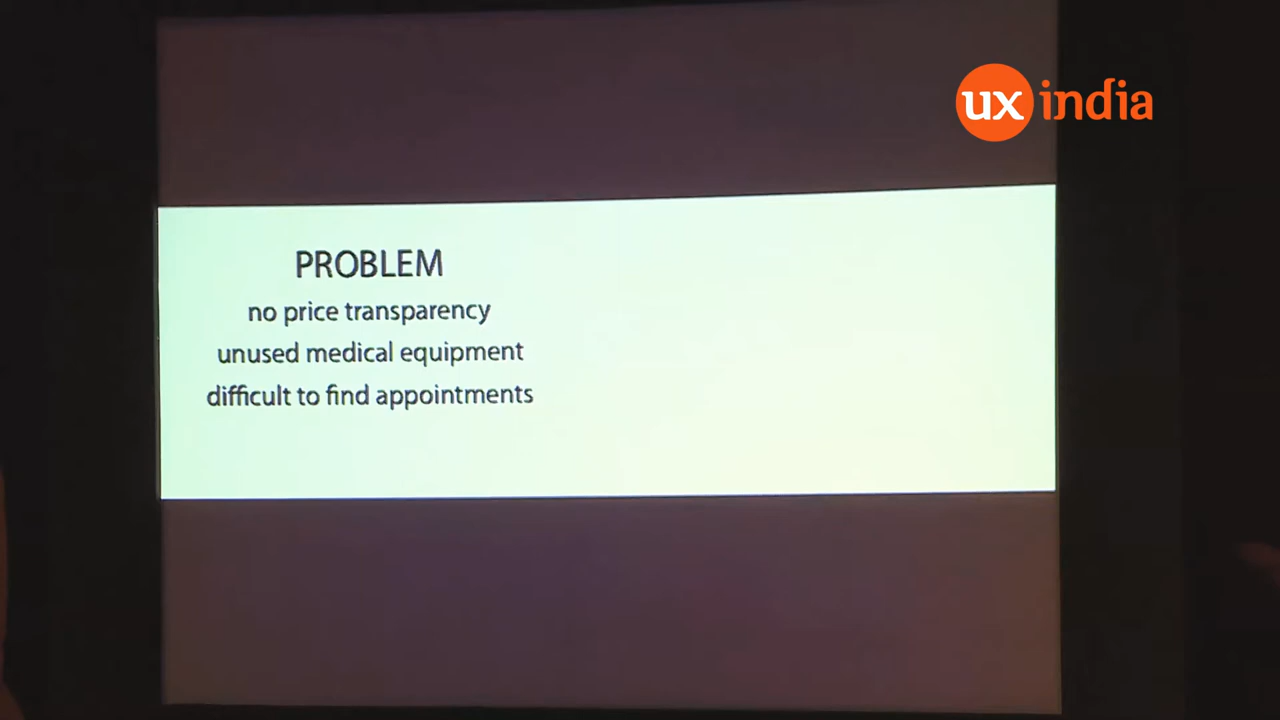 ux india
PROBLEM
no price transparency
unused medical equipment
difficult to find appointments